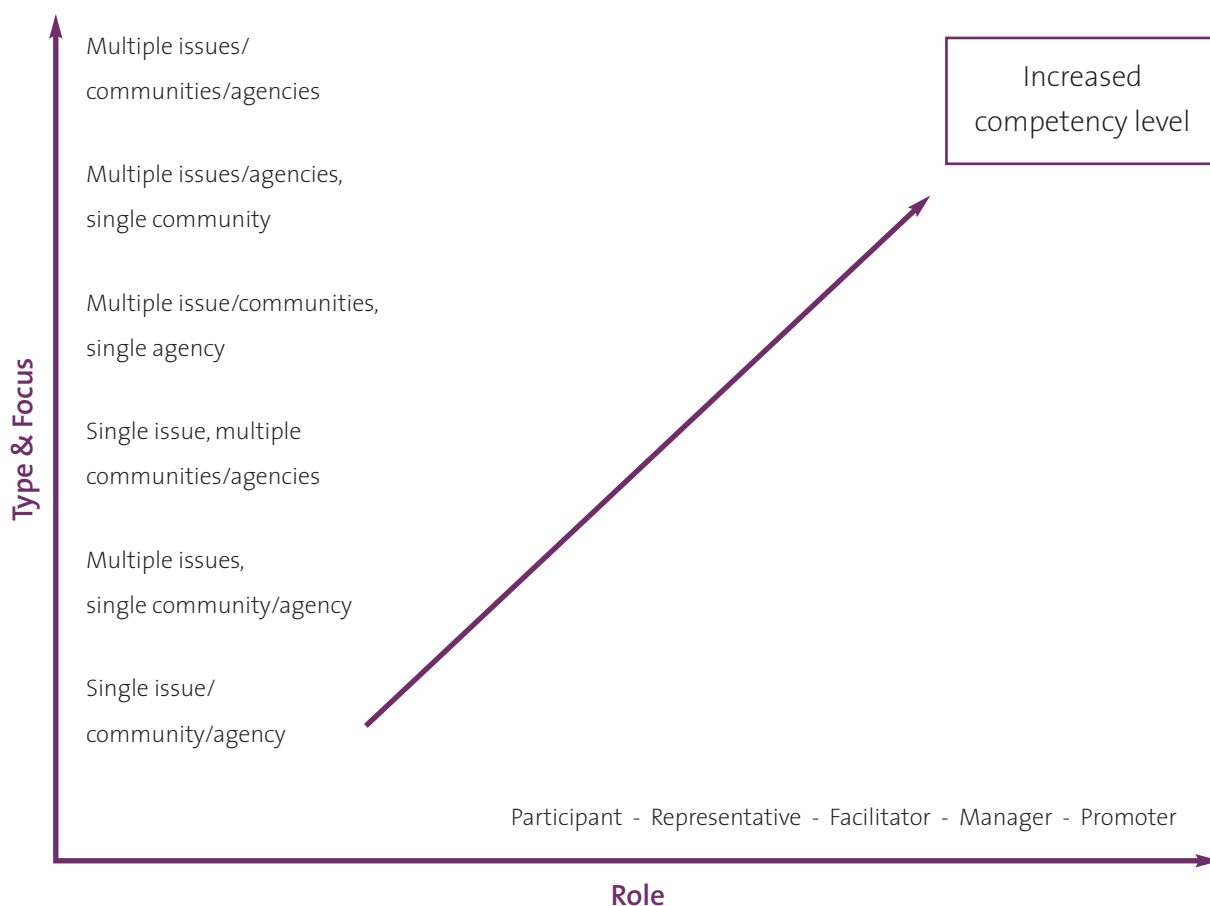 Multiple issues/
communities/agencies
Increased
competency level
Multiple issues/agencies,
single community
Multiple issue/communities,
single agency
Type & Focus
Single issue, multiple
communities/agencies
Multiple issues,
single community/agency
Single issue/
community/agency
Participant - Representative - Facilitator - Manager - Promoter
Role